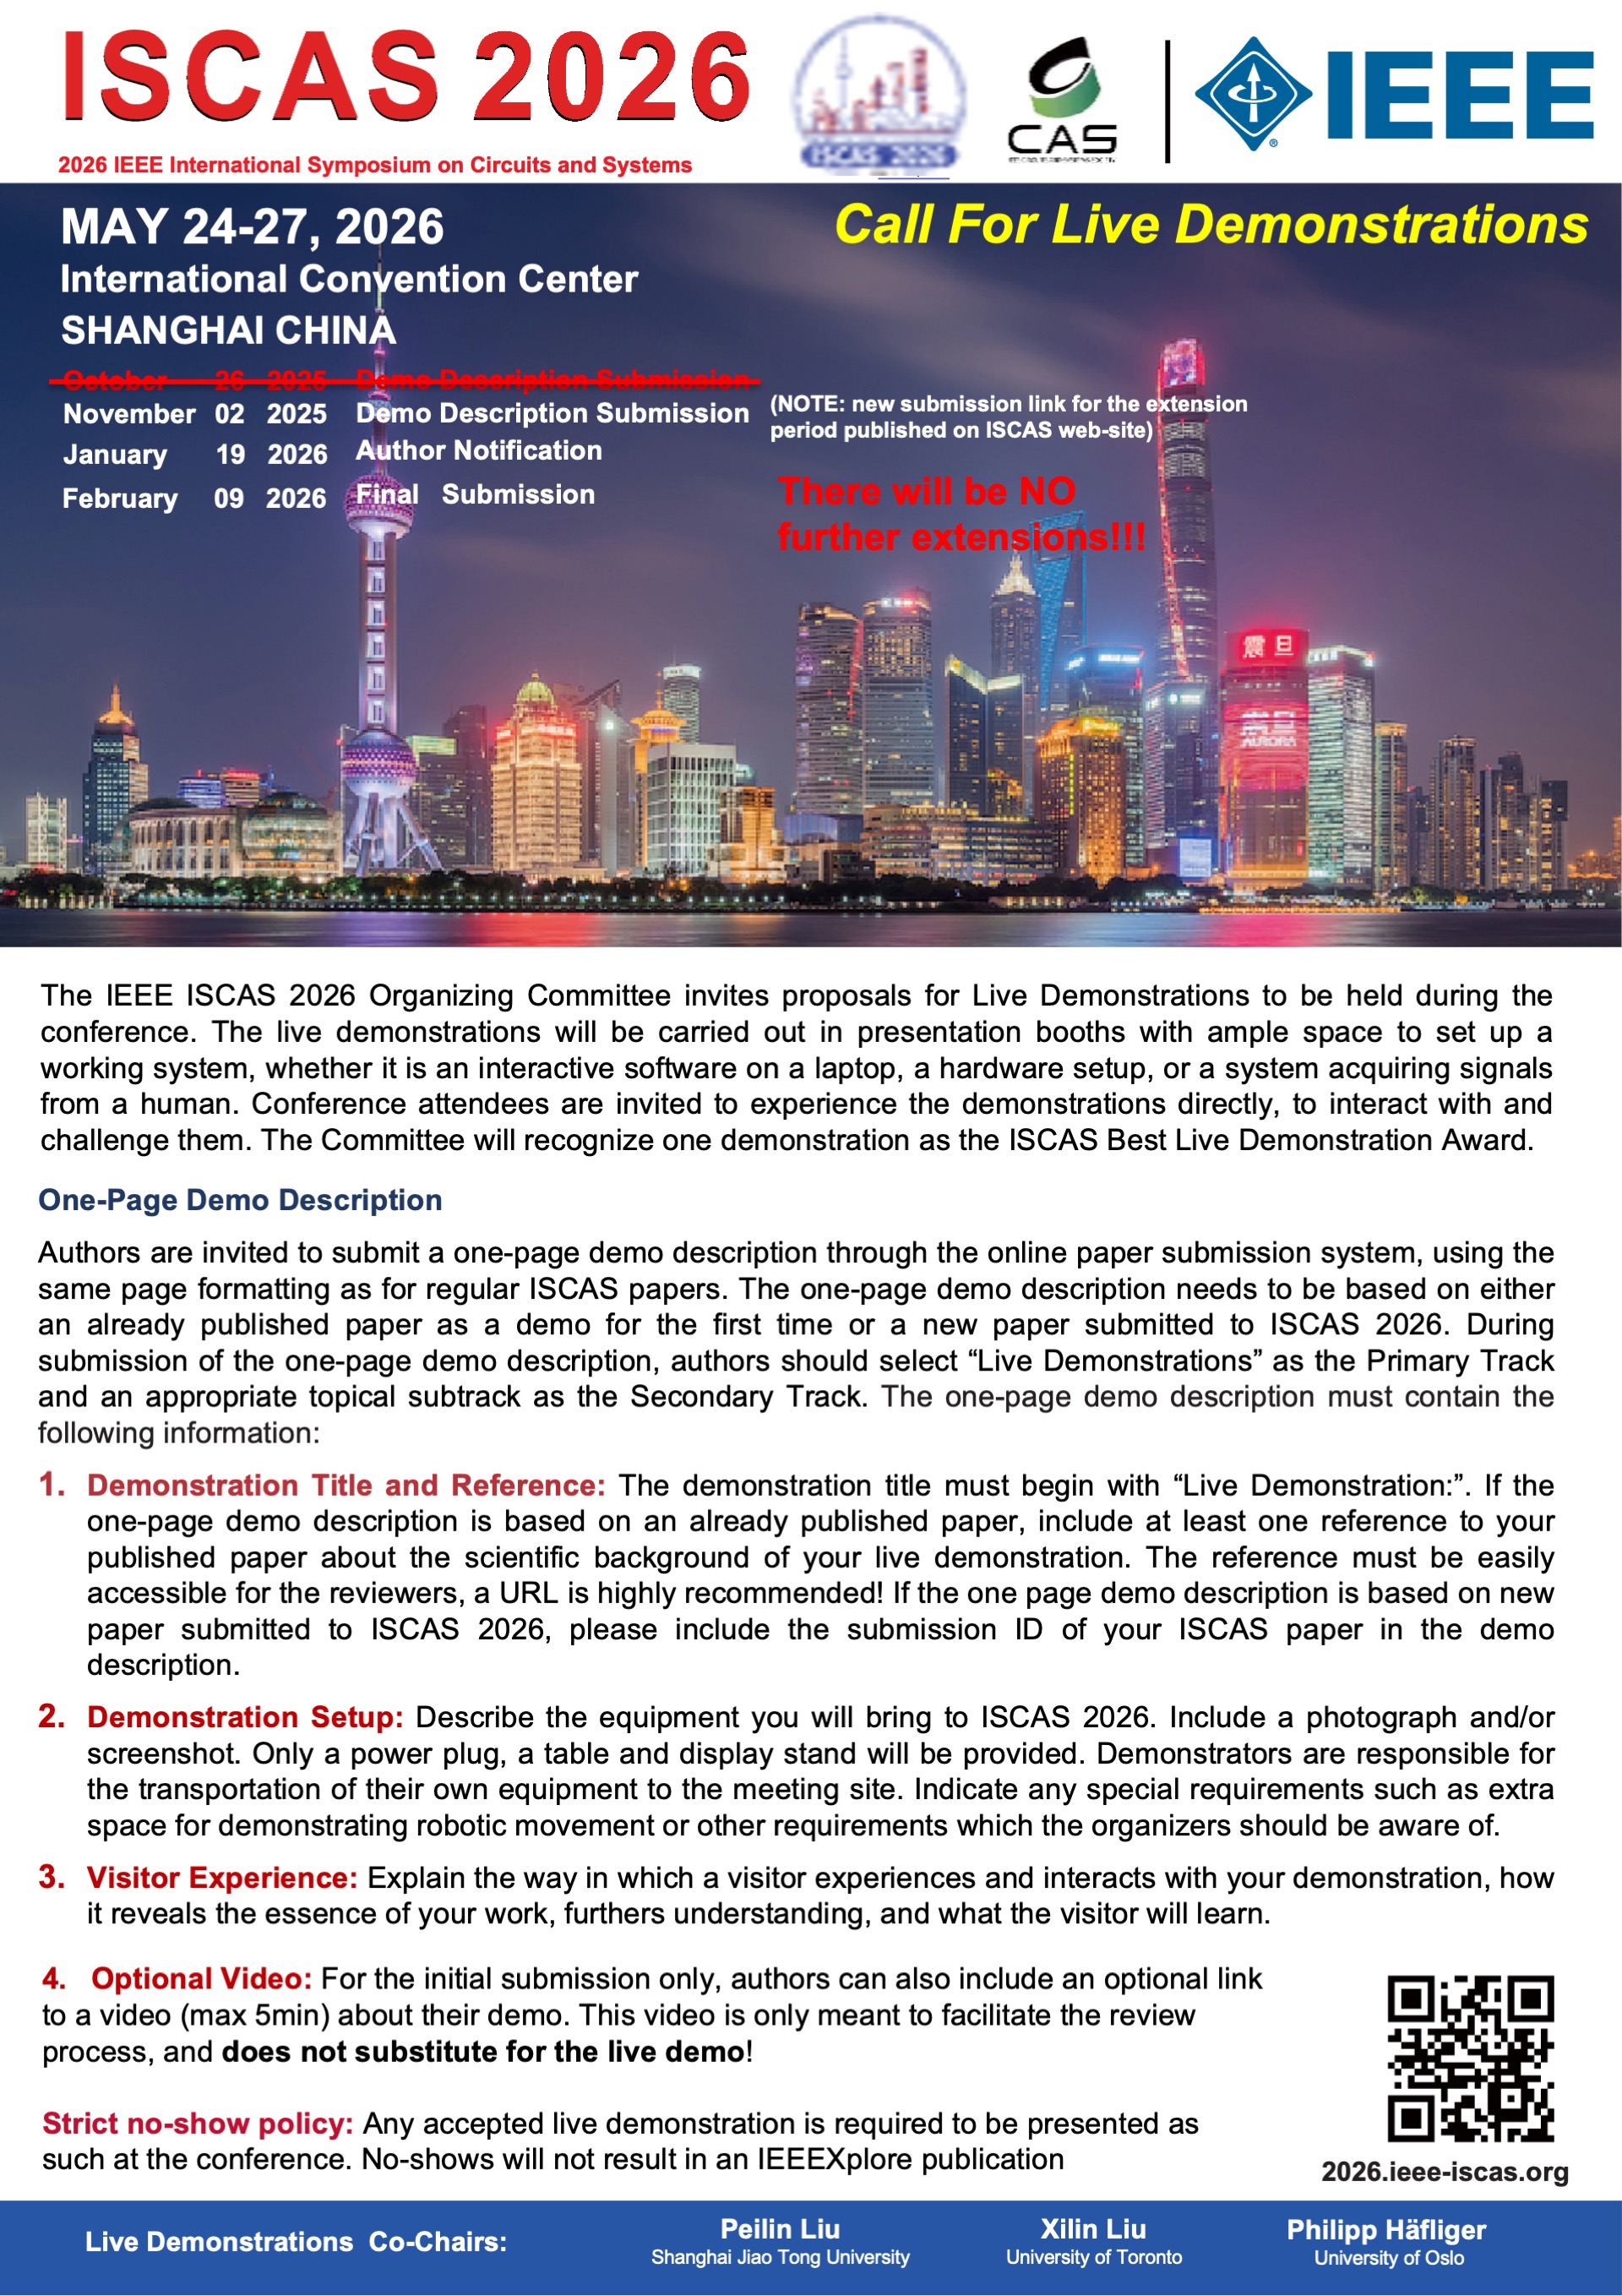 ISCAS 2026
2026 IEEE International Symposium on Circuits and Systems
ISCAS 2026
CAS
IEEE
MAY 24-27, 2026
Call For Live Demonstrations
International Convention Center
SHANGHAI CHINA
October 26 2025 Demo Description Submission
November 02 2025 Demo Description Submission
(NOTE: new submission link for the extension
period published on ISCAS web-site)
January 19 2026 Author Notification
February 09 2026 Final Submission
There will be NO
further extensions!!!
震旦
AURORA
The IEEE ISCAS 2026 Organizing Committee invites proposals for Live Demonstrations to be held during the
conference. The live demonstrations will be carried out in presentation booths with ample space to set up a
working system, whether it is an interactive software on a laptop, a hardware setup, or a system acquiring signals
from a human. Conference attendees are invited to experience the demonstrations directly, to interact with and
challenge them. The Committee will recognize one demonstration as the ISCAS Best Live Demonstration Award.
One-Page Demo Description
Authors are invited to submit a one-page demo description through the online paper submission system, using the
same page formatting as for regular ISCAS papers. The one-page demo description needs to be based on either
an already published paper as a demo for the first time or a new paper submitted to ISCAS 2026. During
submission of the one-page demo description, authors should select “Live Demonstrations” as the Primary Track
and an appropriate topical subtrack as the Secondary Track. The one-page demo description must contain the
following information:
1. Demonstration Title and Reference: The demonstration title must begin with “Live Demonstration:”. If the
one-page demo description is based on an already published paper, include at least one reference to your
published paper about the scientific background of your live demonstration. The reference must be easily
accessible for the reviewers, a URL is highly recommended! If the one page demo description is based on new
paper submitted to ISCAS 2026, please include the submission ID of your ISCAS paper in the demo
description.
2. Demonstration Setup: Describe the equipment you will bring to ISCAS 2026. Include a photograph and/or
screenshot. Only a power plug, a table and display stand will be provided. Demonstrators are responsible for
the transportation of their own equipment to the meeting site. Indicate any special requirements such as extra
space for demonstrating robotic movement or other requirements which the organizers should be aware of.
3. Visitor Experience: Explain the way in which a visitor experiences and interacts with your demonstration, how
it reveals the essence of your work, furthers understanding, and what the visitor will learn.
4. Optional Video: For the initial submission only, authors can also include an optional link
to a video (max 5min) about their demo. This video is only meant to facilitate the review
process, and does not substitute for the live demo!
Strict no-show policy: Any accepted live demonstration is required to be presented as
such at the conference. No-shows will not result in an IEEEXplore publication
2026.ieee-iscas.org
Live Demonstrations Co-Chairs:
Peilin Liu
Shanghai Jiao Tong University
Xilin Liu
University of Toronto
Philipp Häfliger
University of Oslo